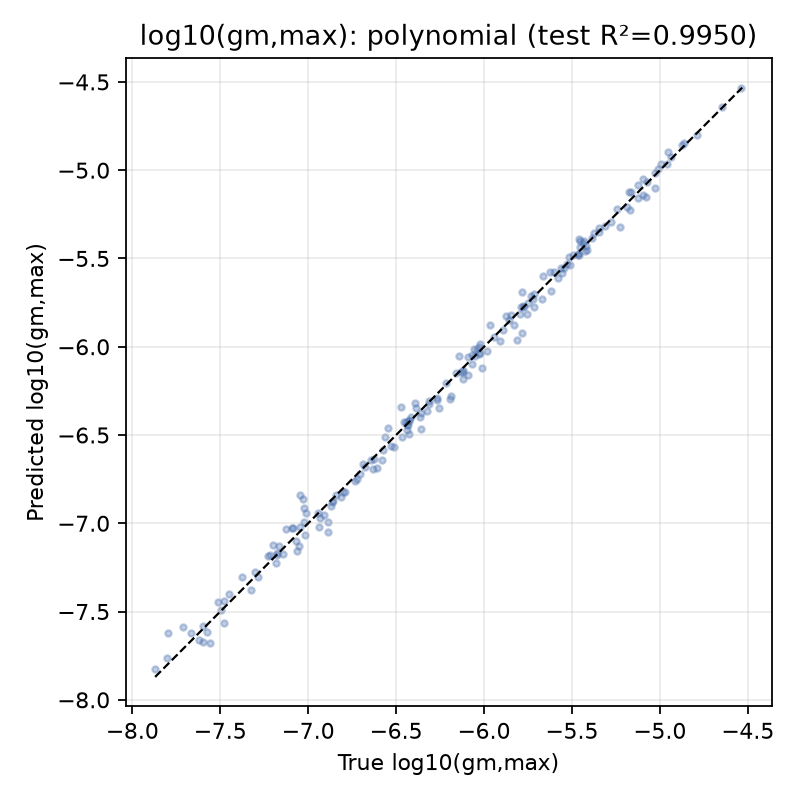 log10(gm,max): polynomial (test R²=0.9950)
Predicted log10(gm,max)
−4.5
−5.0
−5.5
−6.0
−6.5
−7.0
−7.5
−8.0
−8.0 −7.5 −7.0 −6.5 −6.0 −5.5 −5.0 −4.5
True log10(gm,max)